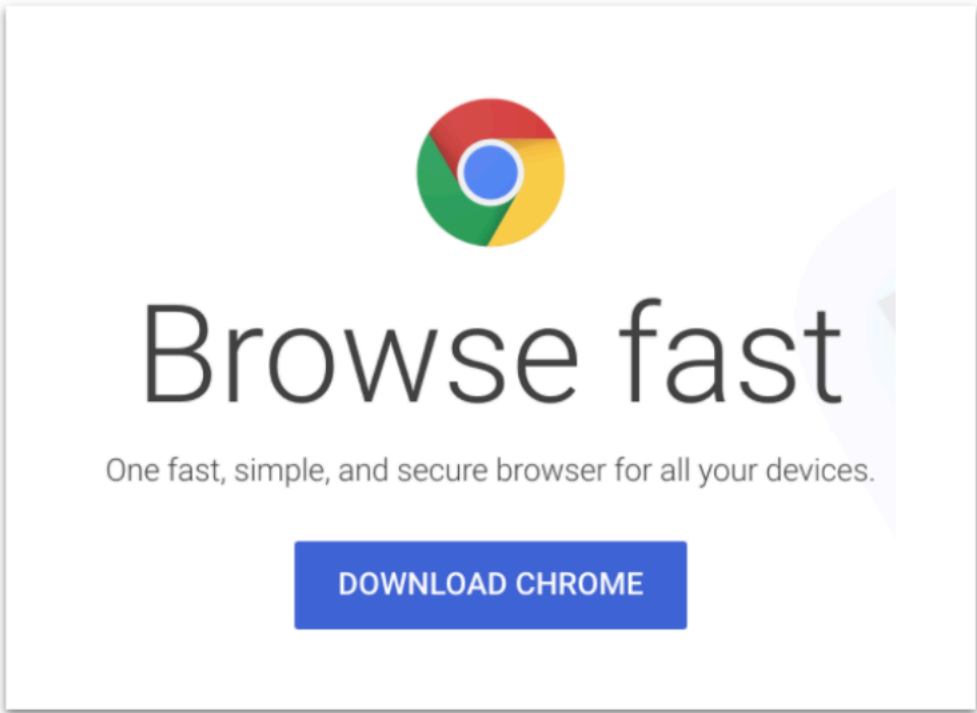 Browse fast
One fast, simple, and secure browser for all your devices.
DOWNLOAD CHROME